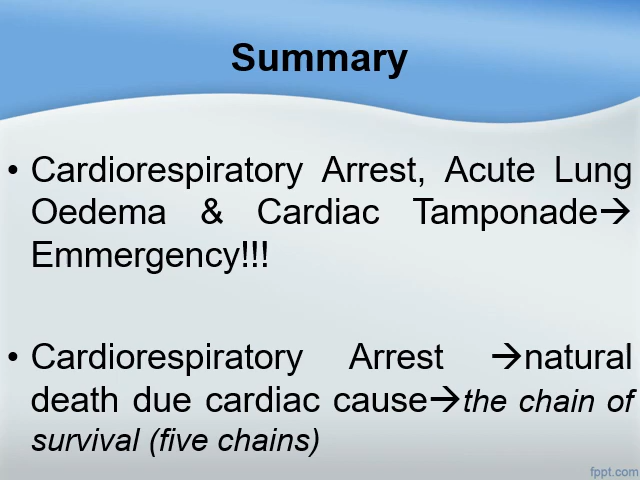 Summary
• Cardiorespiratory Arrest, Acute Lung
Oedema & Cardiac Tamponade→
Emmergency!!!
• Cardiorespiratory Arrest →natural
death due cardiac cause→the chain of
survival (five chains)
fppt.com